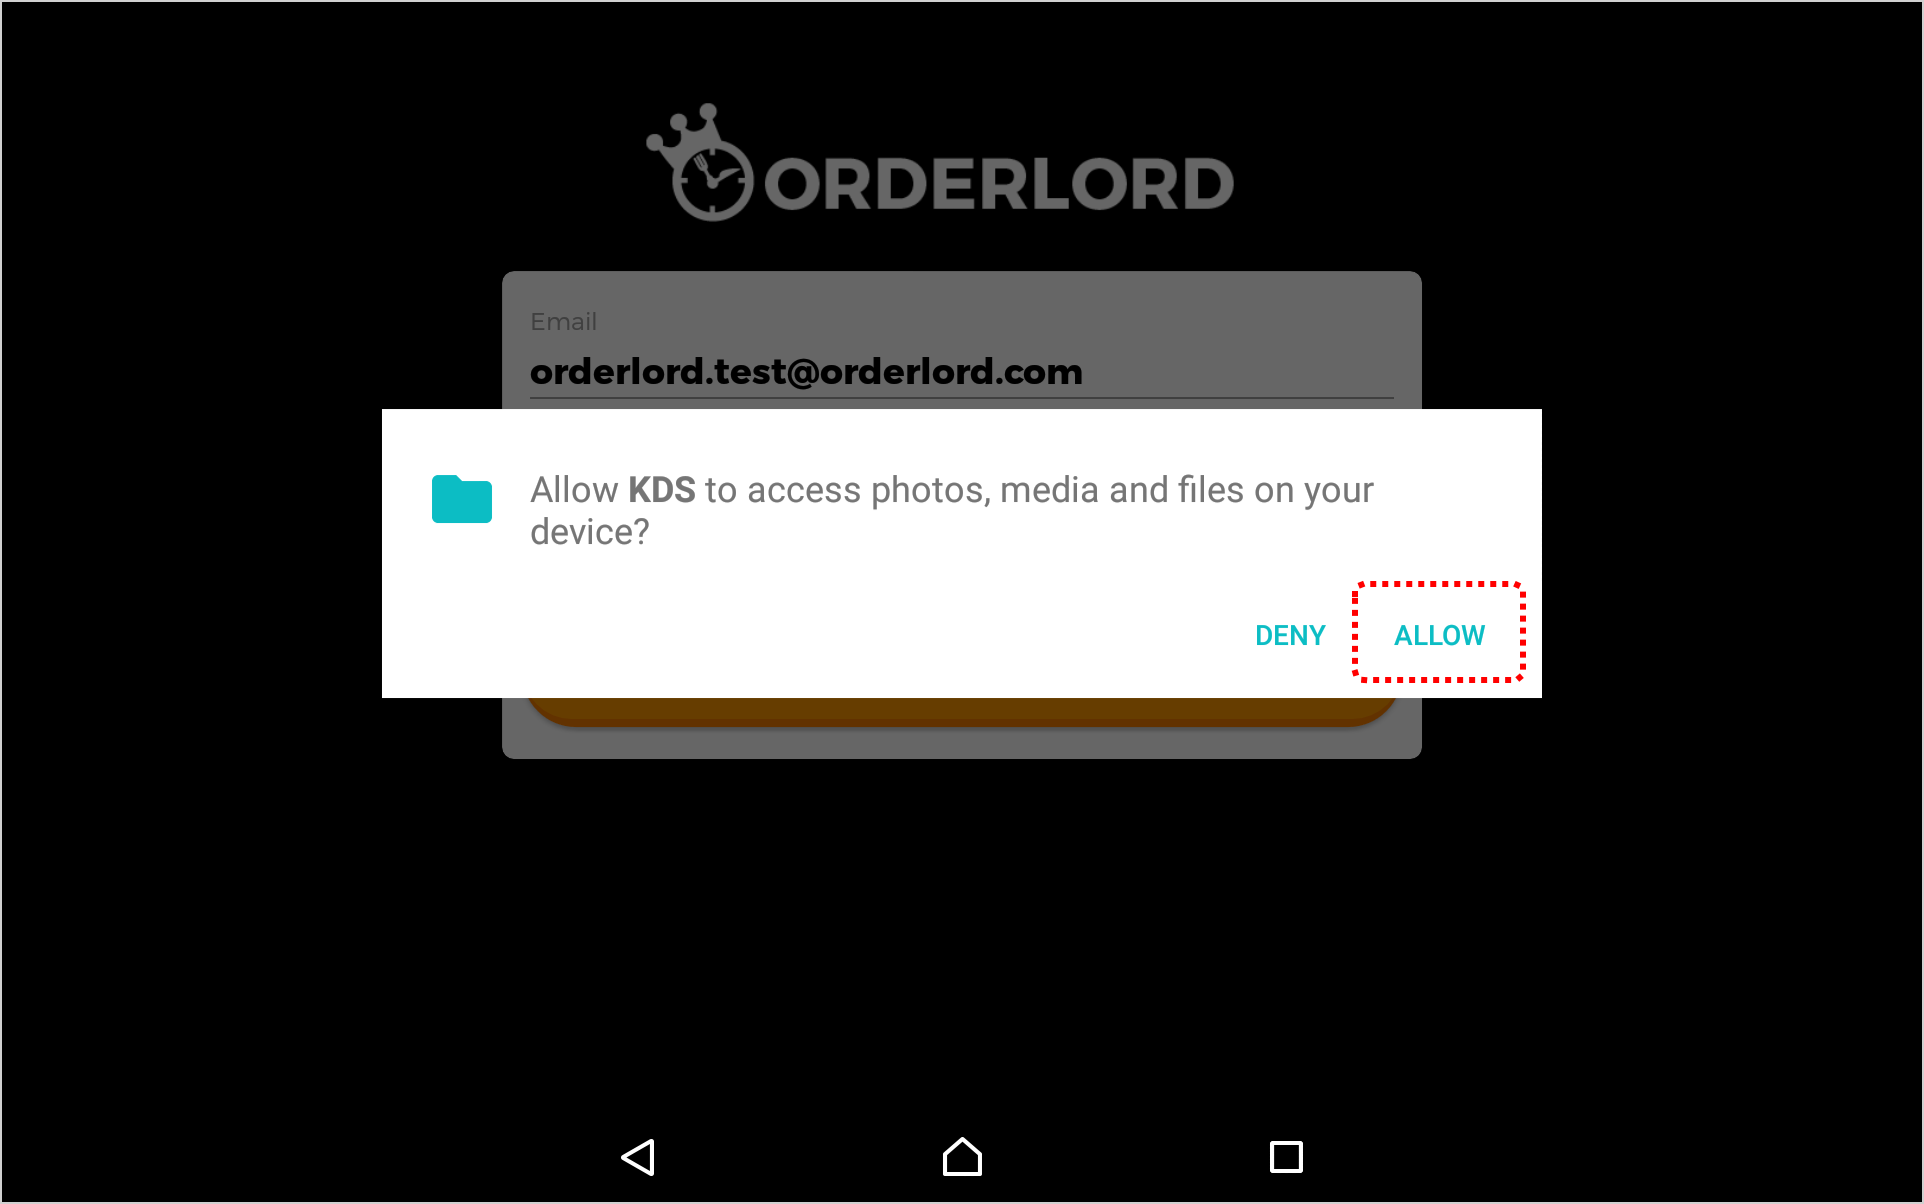 ORDERLORD
Email
orderlord.test@orderlord.com
Allow KDS to access photos, media and files on your
device?
DENY ALLOW